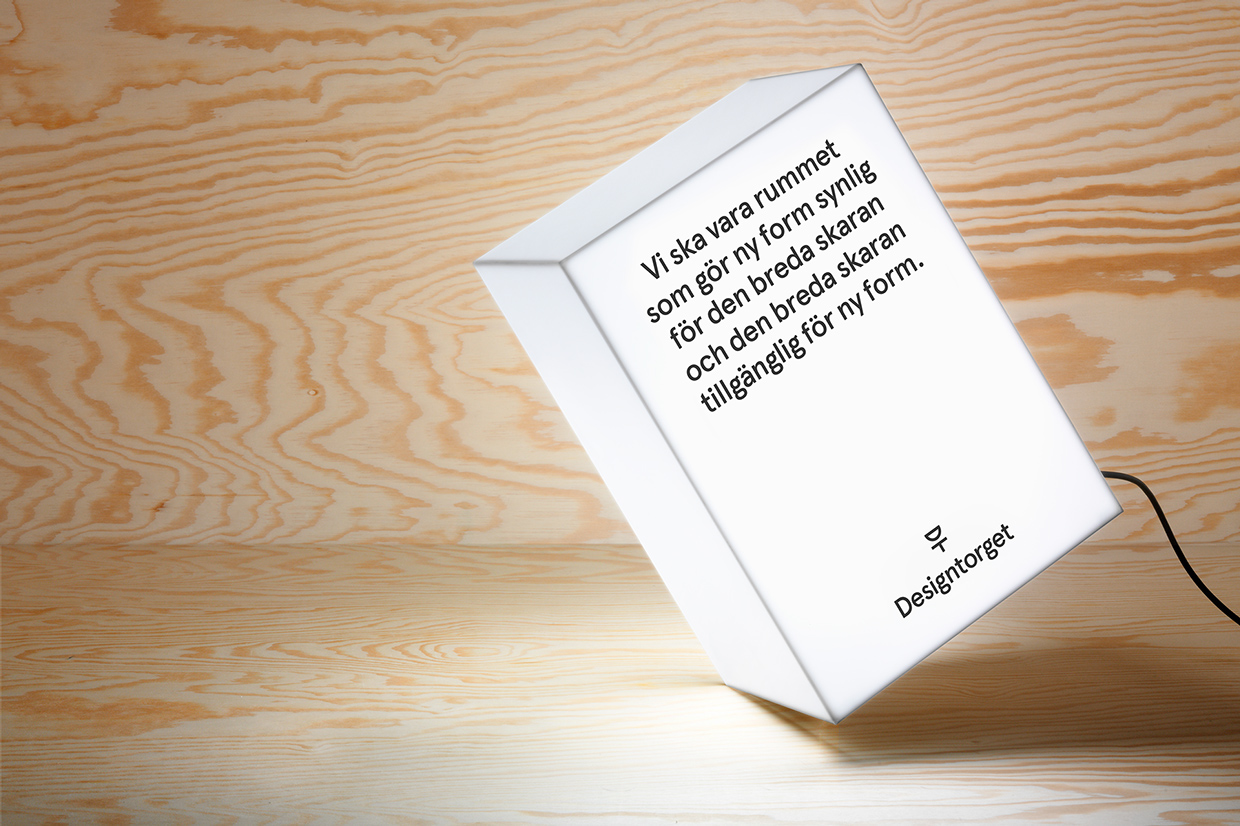 Vi ska vara rummet
som gör ny form synlig
för den breda skaran
och den breda skaran
tillgänglig för ny form.
Designtorget